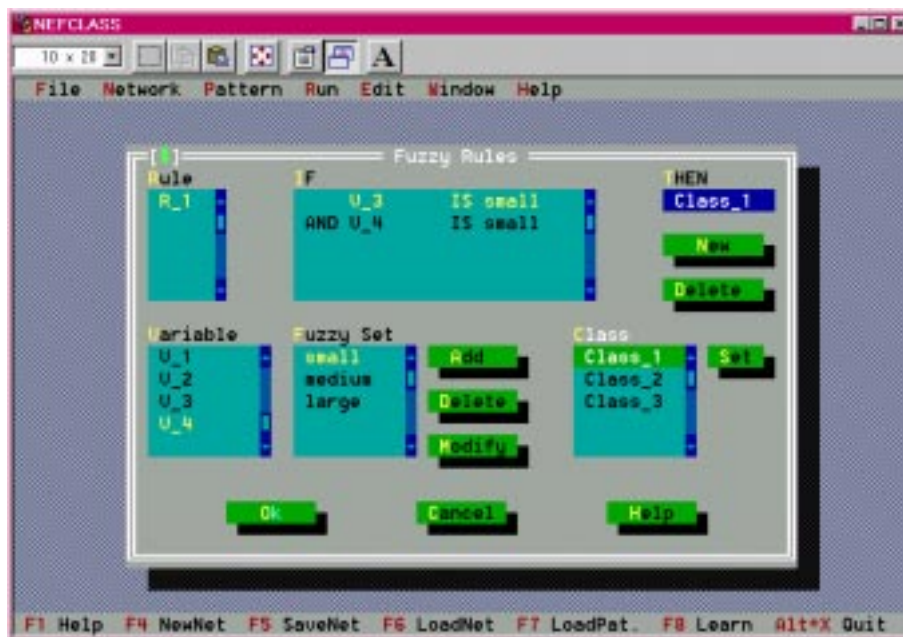 NEFCLASS
10 x 20
A
File Network Pattern Run Edit Window Help
Fuzzy Rules
Rule IF THEN
R_1 V_3 IS small Class_1
AND V_4 IS small
New
Delete
Variable Fuzzy Set Class
V_1 small Add Class_1 Set
V_2 medium Class_2
V_3 large Delete Class_3
V_4
Modify
Ok Cancel Help
F1 Help F4 NewNet F5 SaveNet F6 LoadNet F7 LoadPat. F8 Learn Alt+X Quit